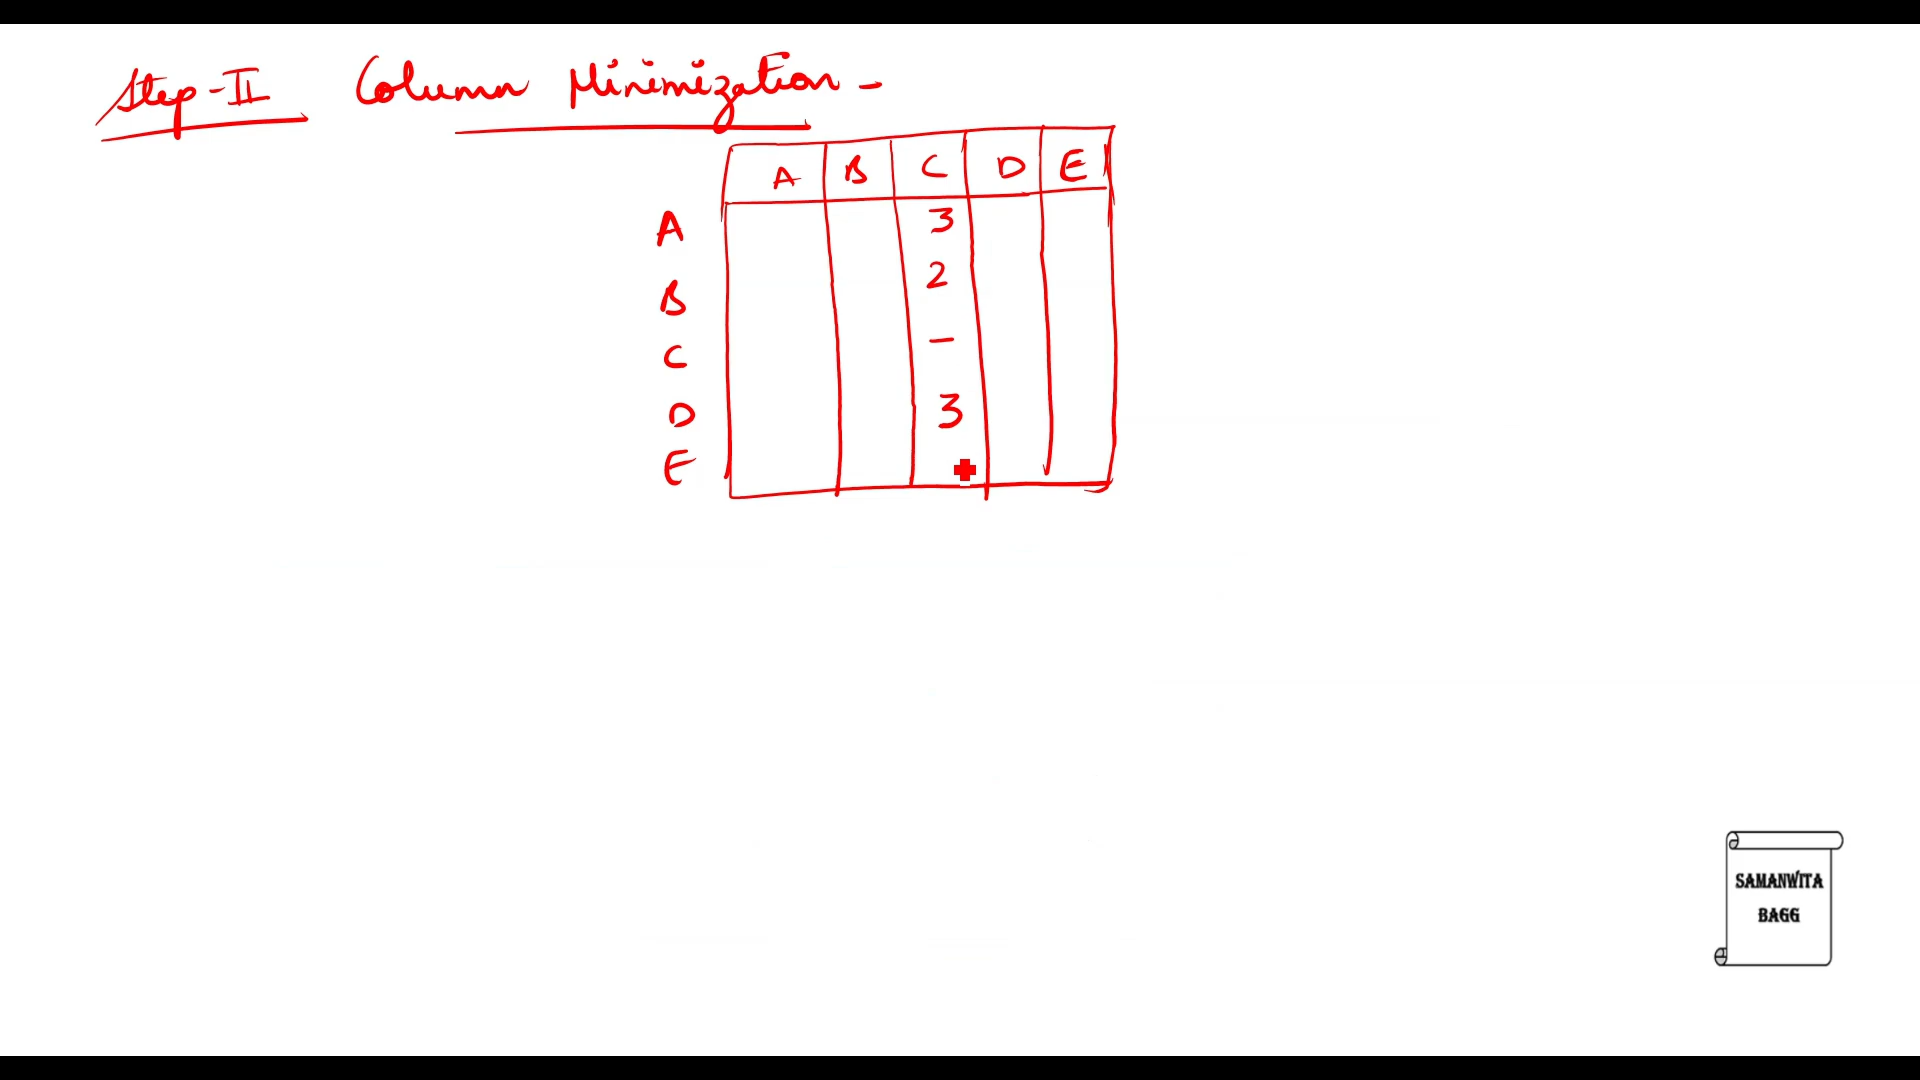 Step-II Column Minimization -
A B C D E
A 3
B 2
C -
D 3
E
SAMANWITA
BAGG